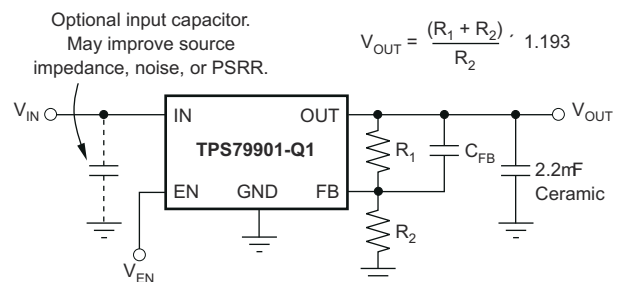 Optional input capacitor.
May improve source
impedance, noise, or PSRR.
V_OUT = (R_1 + R_2) / R_2 ´ 1.193
V_IN
IN
OUT
V_OUT
TPS79901-Q1
R_1
C_FB
2.2mF
Ceramic
EN
GND
FB
R_2
V_EN